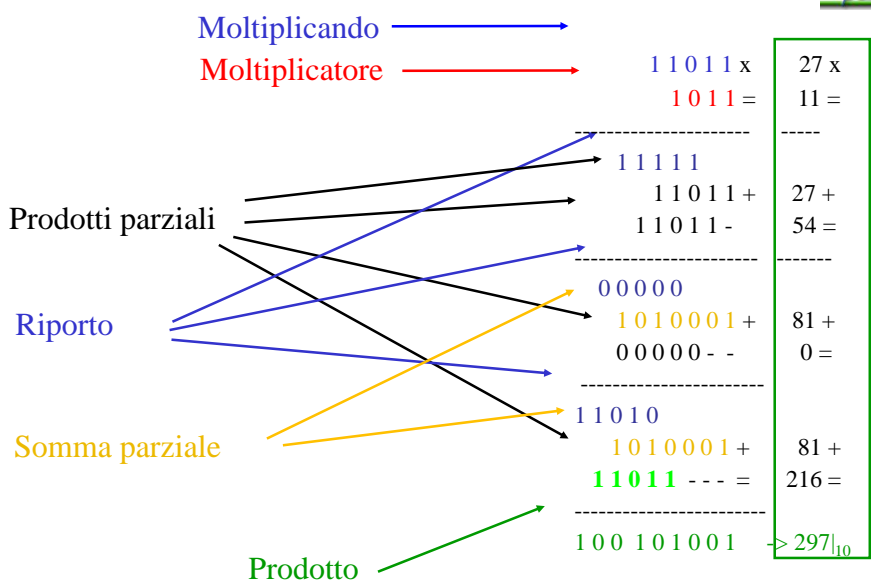 Moltiplicando
Moltiplicatore
1 1 0 1 1 x 27 x
1 0 1 1 = 11 =
-------------------- -----
1 1 1 1 1
1 1 0 1 1 + 27 +
1 1 0 1 1 - 54 =
Prodotti parziali
--------------------- -------
0 0 0 0 0
Riporto
1 0 1 0 0 0 1 + 81 +
0 0 0 0 0 - - 0 =
---------------------
1 1 0 1 0
Somma parziale
1 0 1 0 0 0 1 + 81 +
1 1 0 1 1 - - - = 216 =
----------------------
1 0 0 1 0 1 0 0 1 -> 297|10
Prodotto